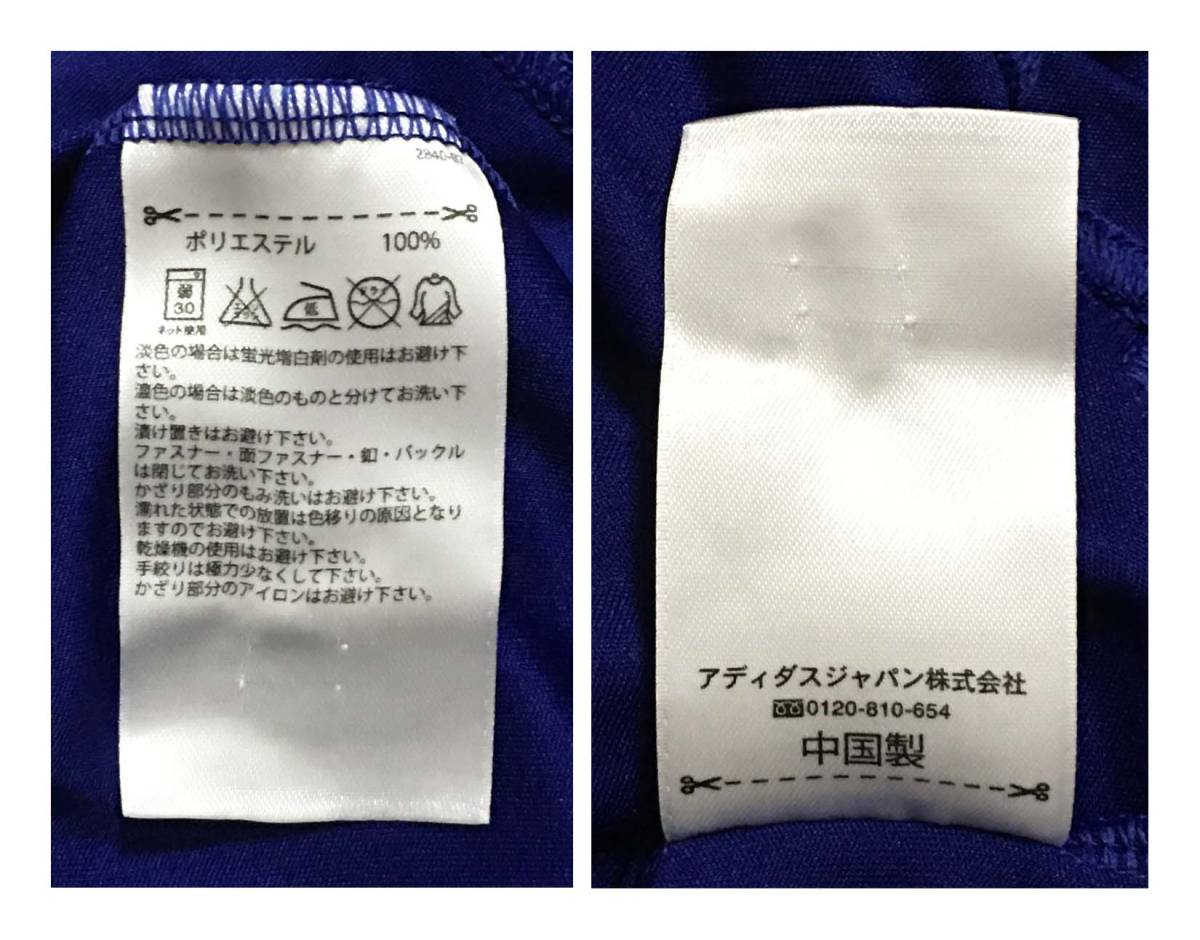 ポリエステル 100%
弱
30
ネット使用
低
淡色の場合は蛍光増白剤の使用はお避け下
さい。
濃色の場合は淡色のものと分けてお洗い下
さい。
漬け置きはお避け下さい。
ファスナー・面ファスナー・釦・バックル
は閉じてお洗い下さい。
かざり部分のもみ洗いはお避け下さい。
濡れた状態での放置は色移りの原因となり
ますのでお避け下さい。
乾燥機の使用はお避け下さい。
手絞りは極力少なくして下さい。
かざり部分のアイロンはお避け下さい。
アディダスジャパン株式会社
0120-810-654
中国製